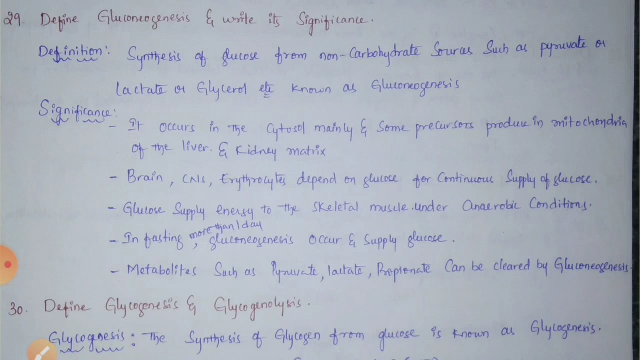 29. Define Gluconeogenesis & write its Significance.
Definition: Synthesis of glucose from non-Carbohydrate Sources Such as pyruvate or
Lactate or Glycerol etc known as Gluconeogenesis
Significance:
- It occurs in the Cytosol mainly & Some precursors produce in mitochondria
of the liver & Kidney matrix
- Brain, CNS, Erythrocytes depend on glucose for Continuous Supply of glucose.
- Glucose Supply energy to the Skeletal muscle under Anaerobic Conditions.
more than 1 day
- In fasting, gluconeogenesis occur & supply glucose.
- Metabolites Such as Pyruvate, lactate, Propionate Can be cleared by Gluconeogenesis
30. Define Glycogenesis & Glycogenolysis.
Glycogenesis: The Synthesis of Glycogen from glucose is known as Glycogenesis.